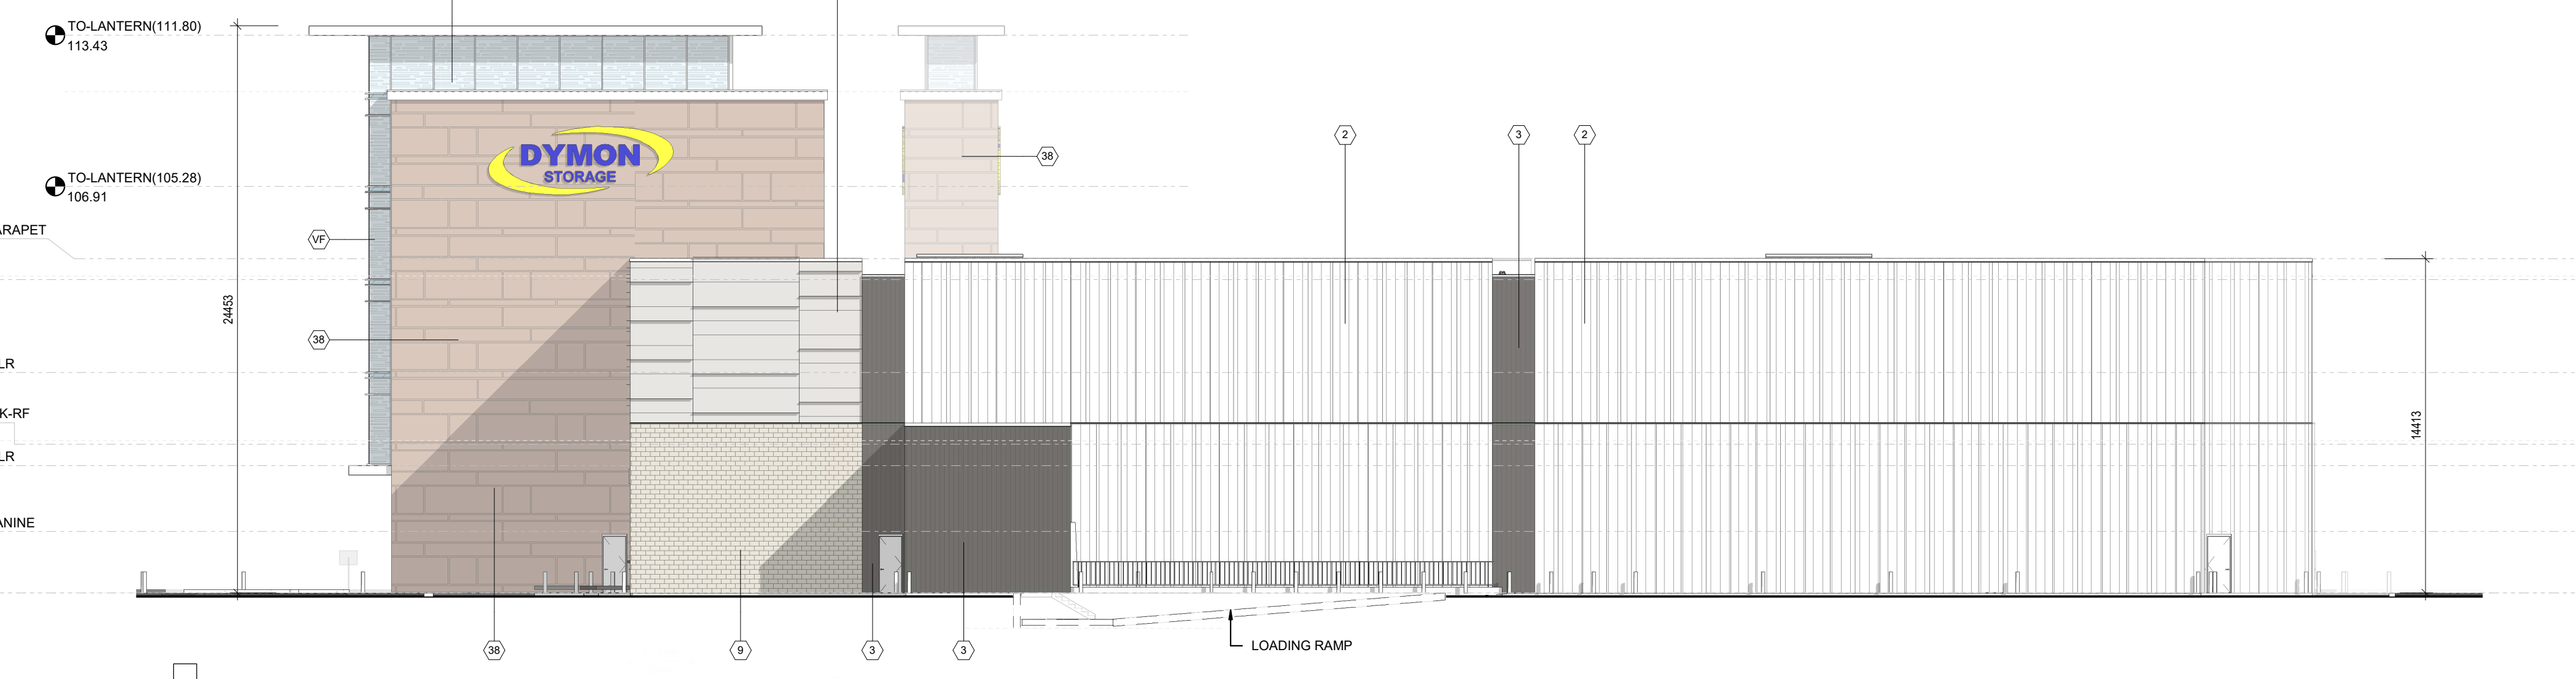 TO-LANTERN(111.80)
113.43
DYMON
STORAGE
2
3
2
38
TO-LANTERN(105.28)
106.91
ARAPET
VF
24453
38
LR
K-RF
LR
14413
ANINE
38
9
3
3
LOADING RAMP